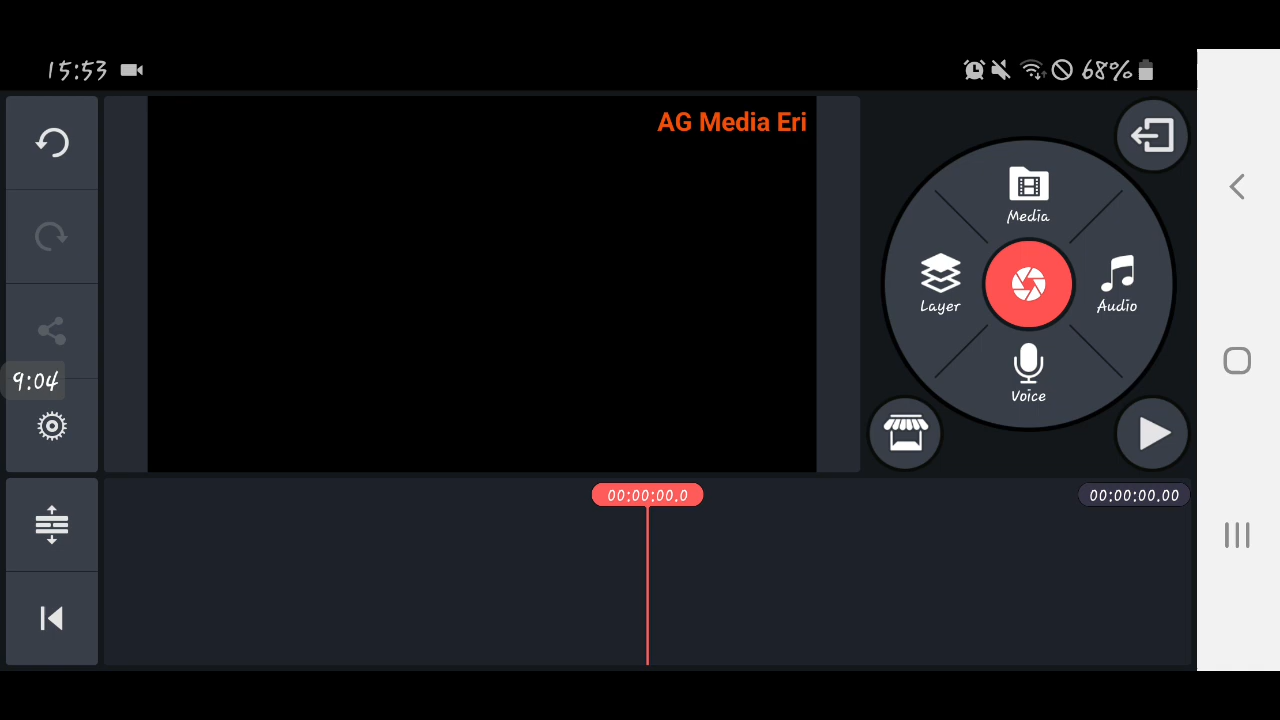 15:53
68%
AG Media Eri
Media
Layer
Audio
Voice
9:04
00:00:00.0
00:00:00.00